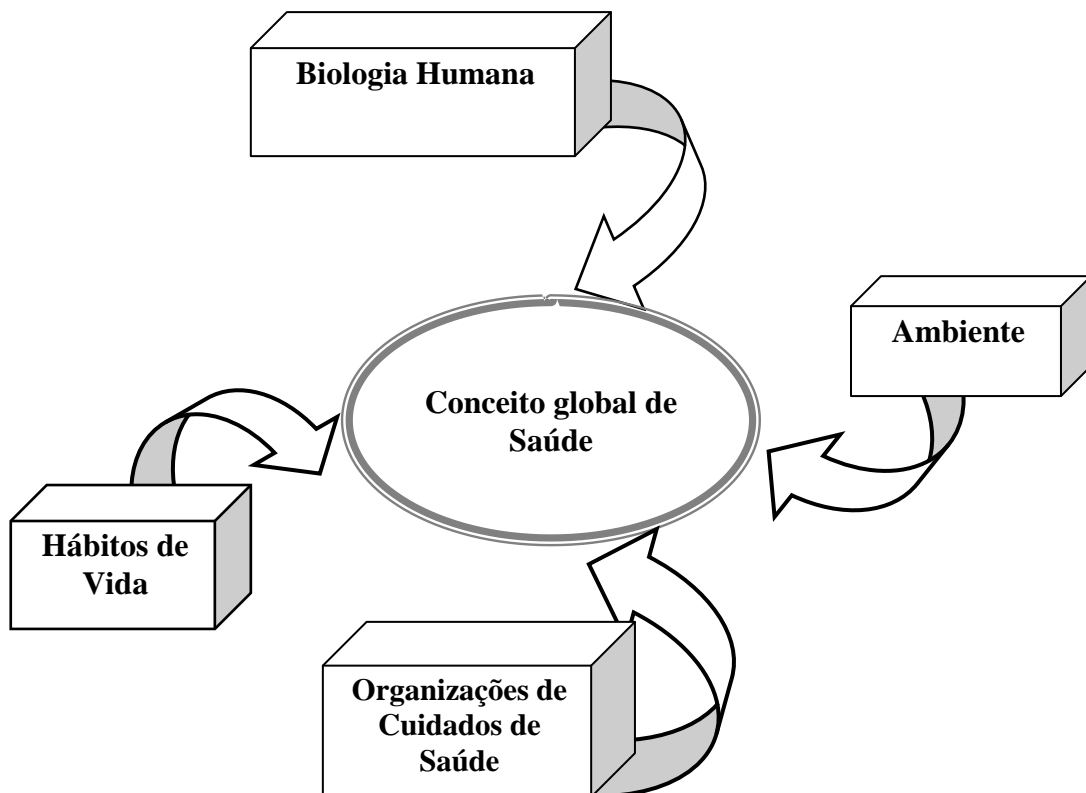 Biologia Humana
Ambiente
Conceito global de
Saúde
Hábitos de
Vida
Organizações de
Cuidados de
Saúde